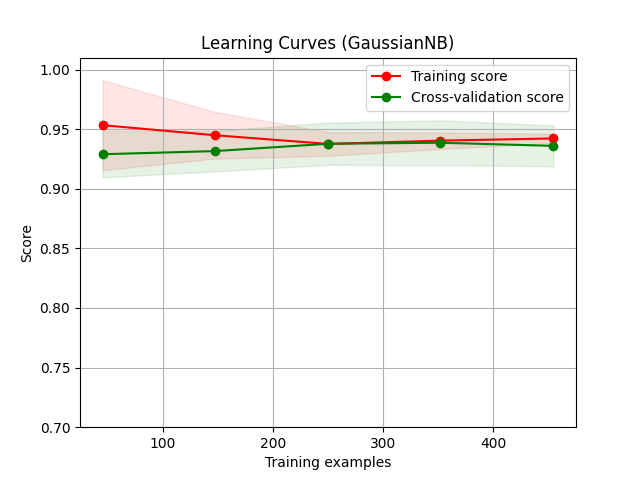 Learning Curves (GaussianNB)
Training score
Cross-validation score
1.00
0.95
0.90
0.85
0.80
0.75
0.70
Score
100
200
300
400
Training examples